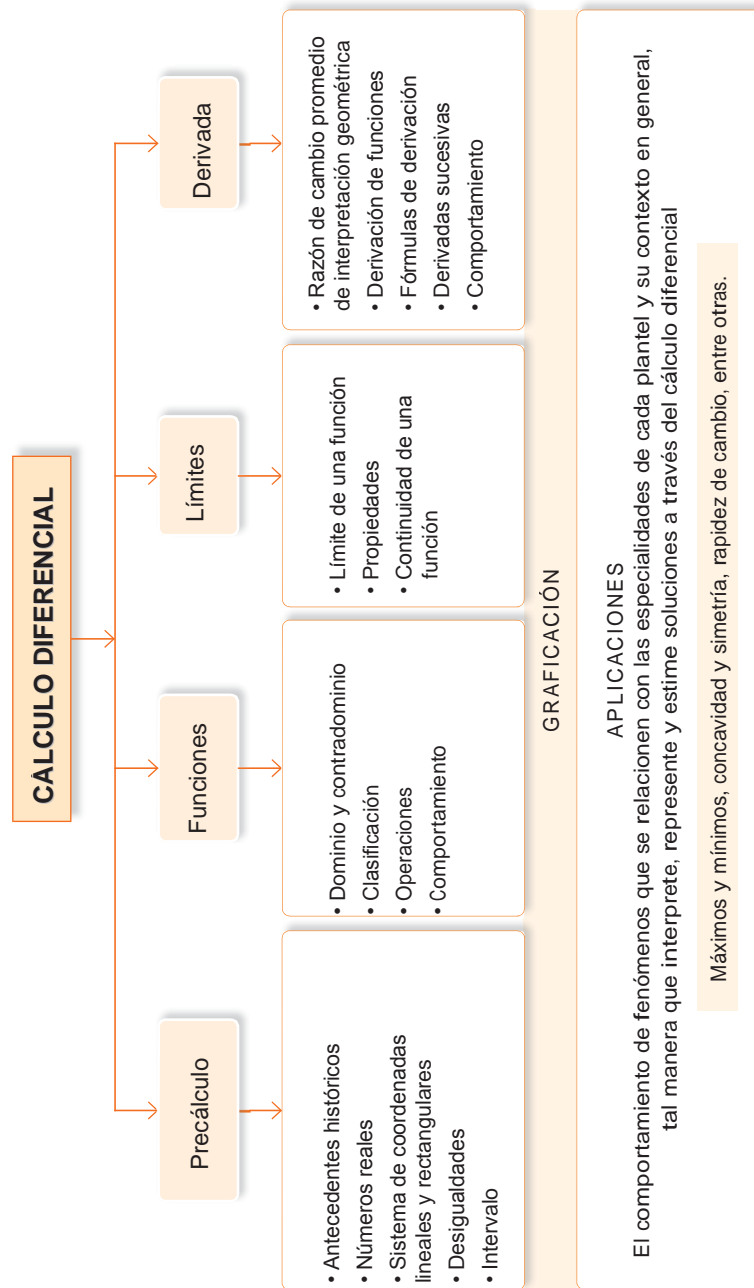 CÁLCULO DIFERENCIAL
Precálculo
Funciones
Límites
Derivada
• Antecedentes históricos
• Números reales
• Sistema de coordenadas
lineales y rectangulares
• Desigualdades
• Intervalo
• Dominio y contradominio
• Clasificación
• Operaciones
• Comportamiento
• Límite de una función
• Propiedades
• Continuidad de una
función
• Razón de cambio promedio
de interpretación geométrica
• Derivación de funciones
• Fórmulas de derivación
• Derivadas sucesivas
• Comportamiento
GRAFICACIÓN
APLICACIONES
El comportamiento de fenómenos que se relacionen con las especialidades de cada plantel y su contexto en general,
tal manera que interprete, represente y estime soluciones a través del cálculo diferencial
Máximos y mínimos, concavidad y simetría, rapidez de cambio, entre otras.